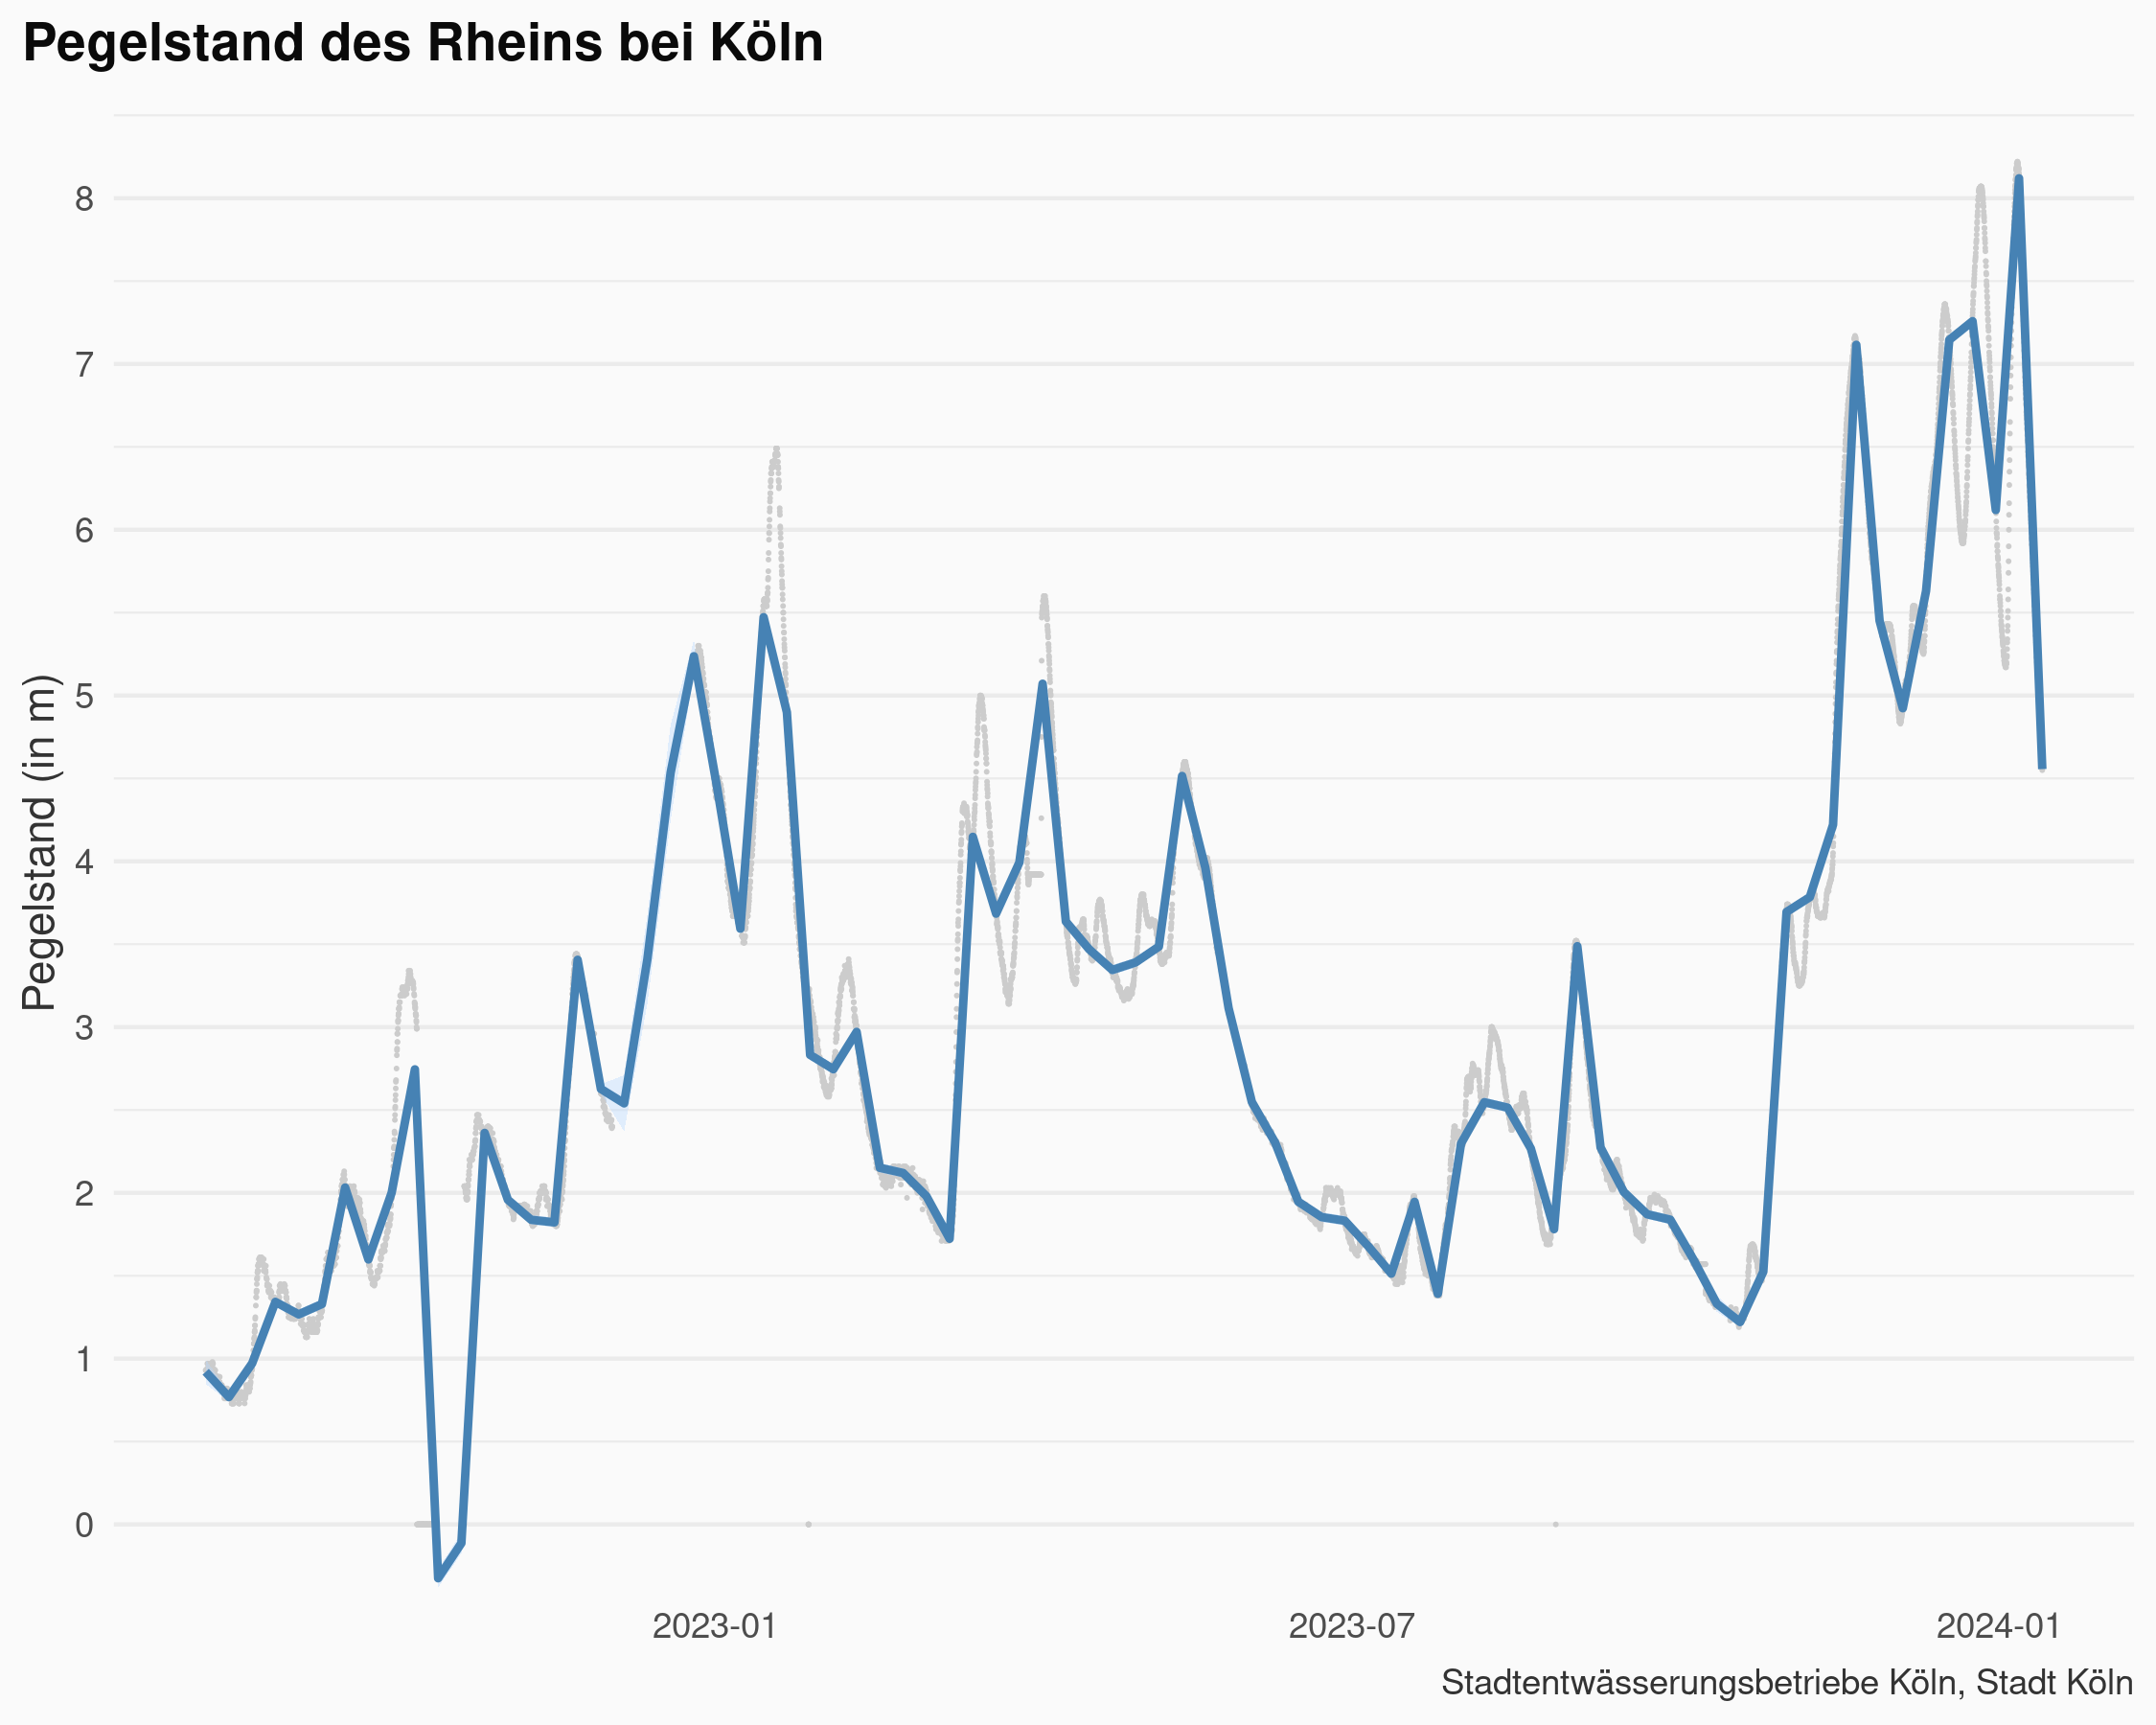 Pegelstand des Rheins bei Köln
Pegelstand (in m)
8
7
6
5
4
3
2
1
0
2023-01 2023-07 2024-01
Stadtentwässerungsbetriebe Köln, Stadt Köln